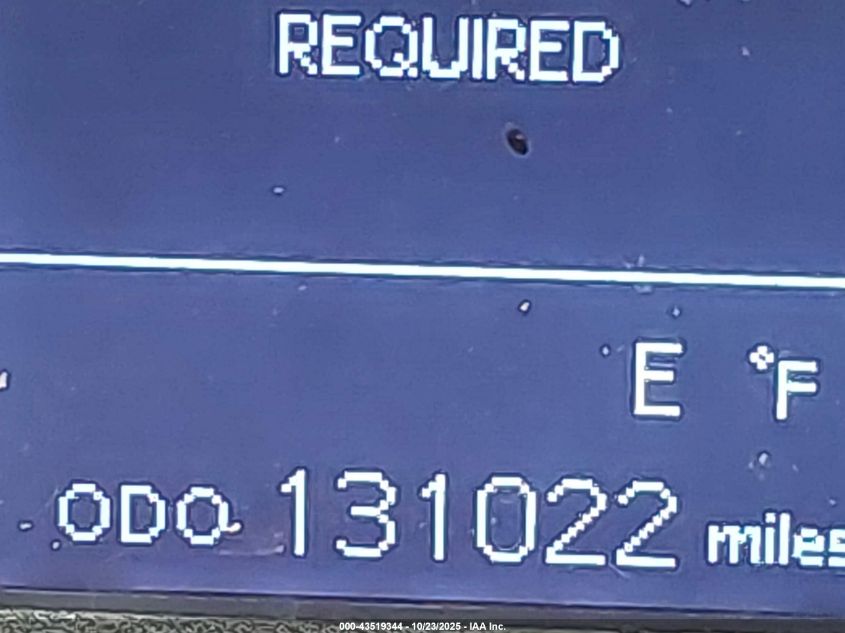 REQUIRED
E °F
ODO 131022 miles
000-43519344 - 10/23/2025 - IAA Inc.